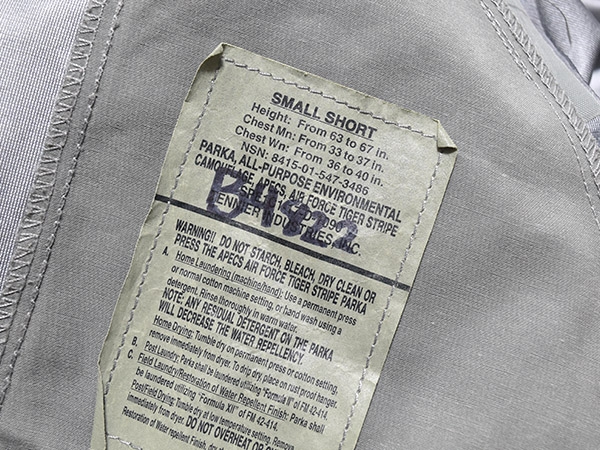 SMALL SHORT
Height: From 63 to 67 in.
Chest Mn: From 33 to 37 in.
Chest Wn: From 36 to 40 in.
NSN: 8415-01-547-3486
PARKA, ALL-PURPOSE ENVIRONMENTAL
CAMOUFLAGE, APECS, AIR FORCE TIGER STRIPE
B4822
TENNIER INDUSTRIES, INC.
WARNING!! DO NOT STARCH, BLEACH, DRY CLEAN OR
PRESS THE APECS AIR FORCE TIGER STRIPE PARKA
A. Home Laundering (machine/hand): Use a permanent press
or normal cotton machine setting, or hand wash using a
detergent. Rinse thoroughly in warm water.
NOTE: ANY RESIDUAL DETERGENT ON THE PARKA
WILL DECREASE THE WATER REPELLENCY.
Home Drying: Tumble dry on permanent press or cotton setting,
remove immediately from dryer. To drip dry, place on rust proof hanger.
B. Post Laundry: Parka shall be laundered utilizing "Formula II" of FM 42-414.
C. Field Laundry/Restoration of Water Repellent Finish: Parka shall
be laundered utilizing "Formula XII" of FM 42-414.
Post/Field Drying: Tumble dry at low temperature setting. Remove
immediately from dryer. DO NOT OVERHEAT OR
Restoration of Water repellent Finish, dry